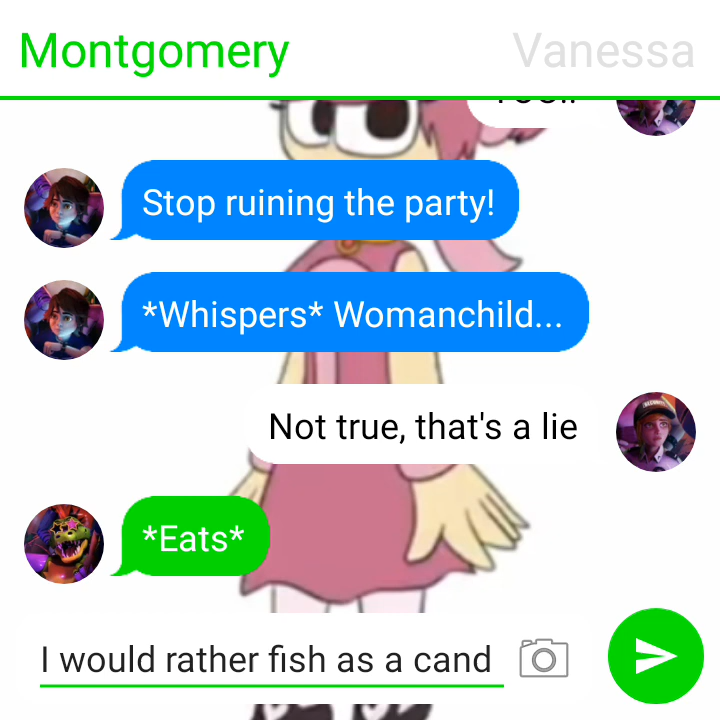 Montgomery
Vanessa
Stop ruining the party!
*Whispers* Womanchild...
Not true, that's a lie
*Eats*
I would rather fish as a cand